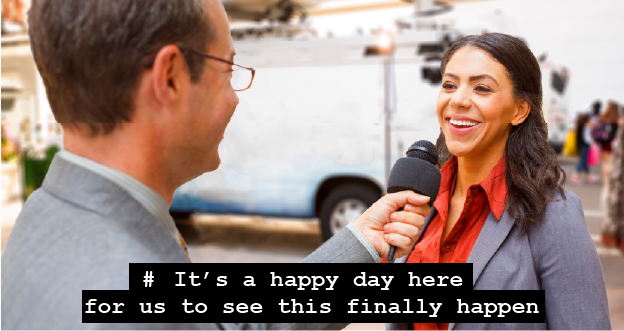 # It’s a happy day here
for us to see this finally happen